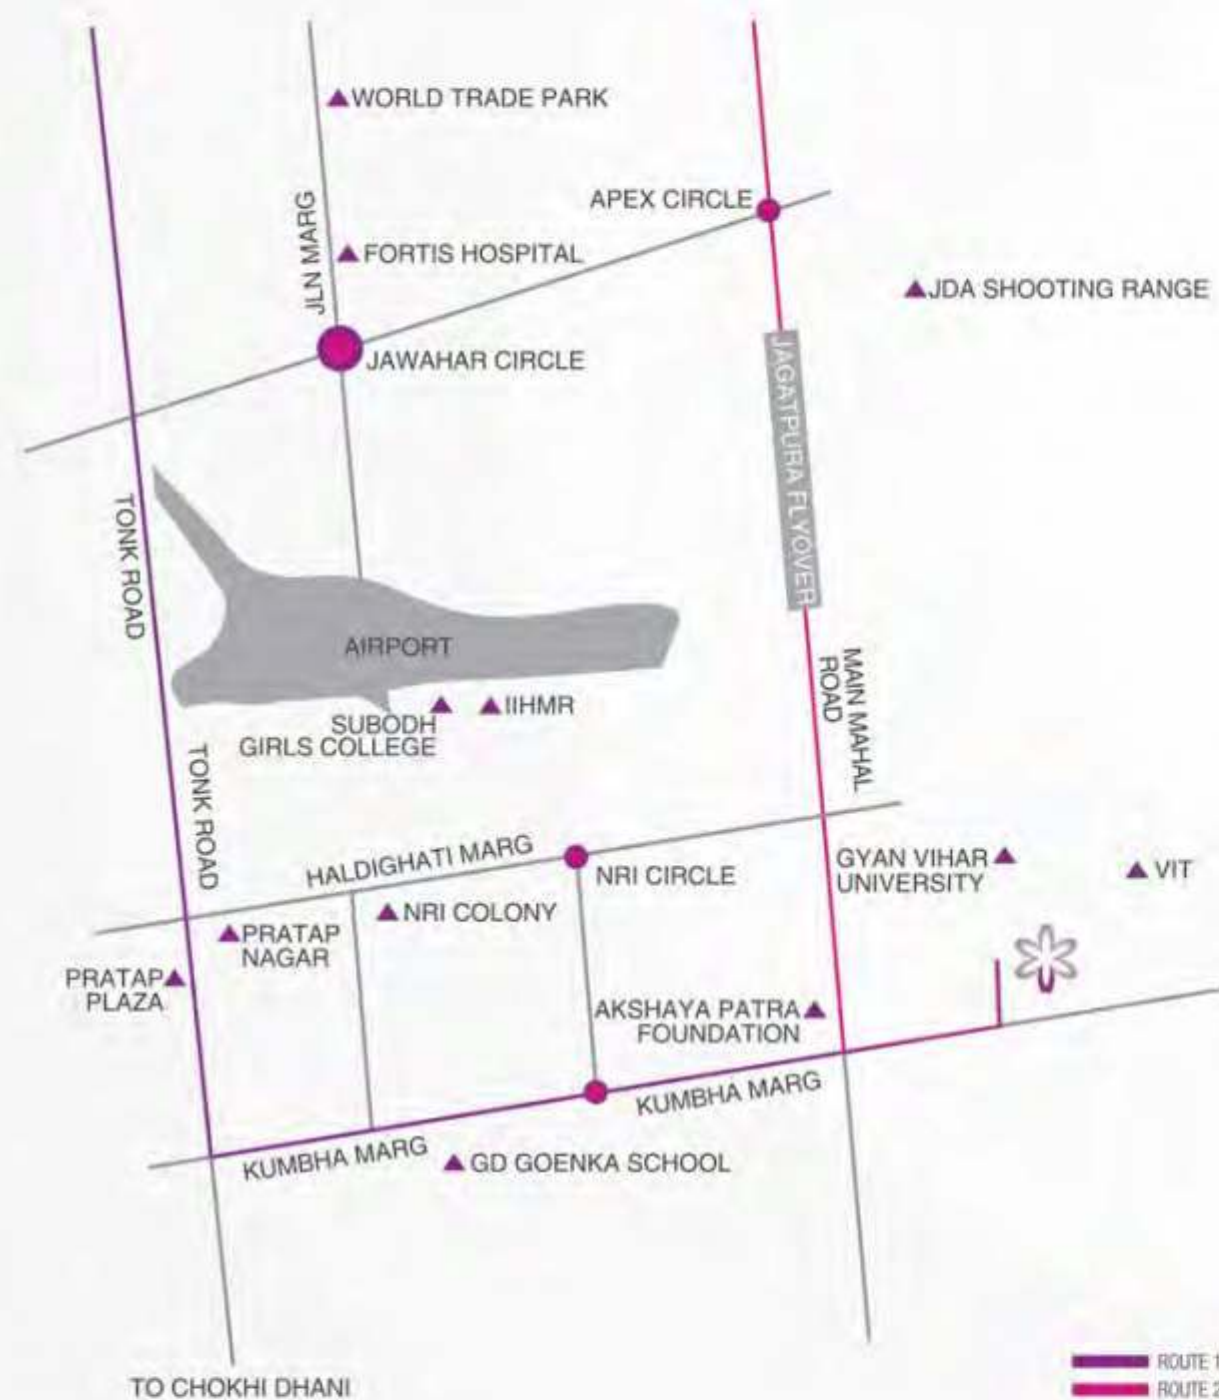 WORLD TRADE PARK
APEX CIRCLE
JLN MARG
FORTIS HOSPITAL
JDA SHOOTING RANGE
JAWAHAR CIRCLE
JAGATPURA FLYOVER
TONK ROAD
AIRPORT
MAIN MAHAL
ROAD
SUBODH
GIRLS COLLEGE
IIHMR
TONK ROAD
HALDIGHATI MARG
NRI CIRCLE
GYAN VIHAR
UNIVERSITY
VIT
NRI COLONY
PRATAP
NAGAR
PRATAP
PLAZA
AKSHAYA PATRA
FOUNDATION
KUMBHA MARG
KUMBHA MARG
GD GOENKA SCHOOL
TO CHOKHI DHANI
ROUTE 1
ROUTE 2